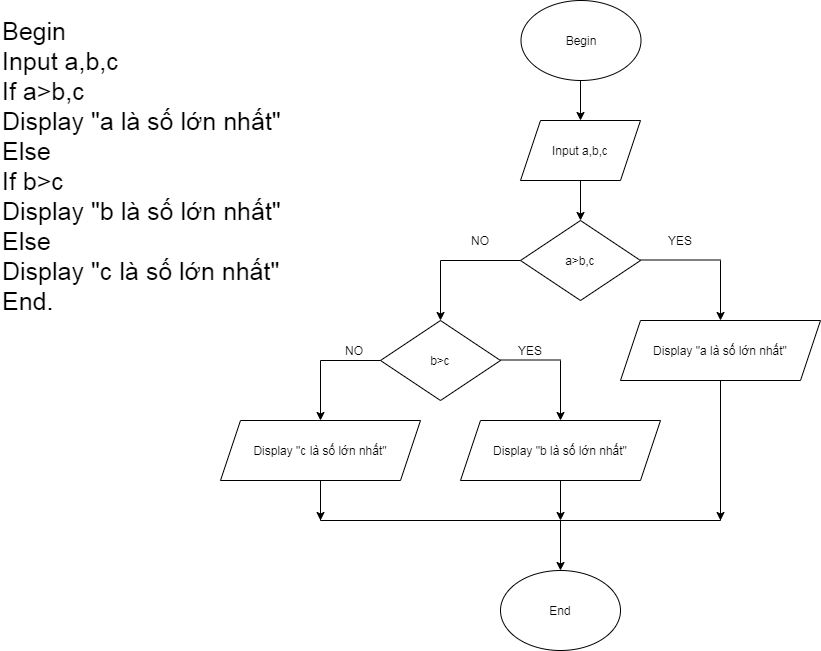 Begin
Input a,b,c
If a>b,c
Display "a là số lớn nhất"
Else
If b>c
Display "b là số lớn nhất"
Else
Display "c là số lớn nhất"
End.
Begin
Input a,b,c
NO
YES
a>b,c
Display "a là số lớn nhất"
NO
YES
b>c
Display "c là số lớn nhất"
Display "b là số lớn nhất"
End